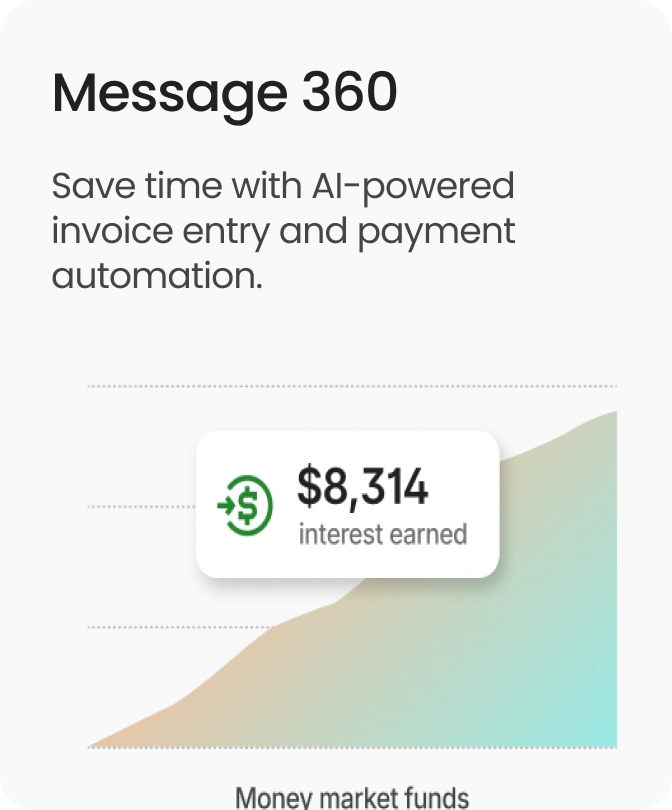 Message 360
Save time with AI-powered
invoice entry and payment
automation.
$8,314
interest earned
Money market funds